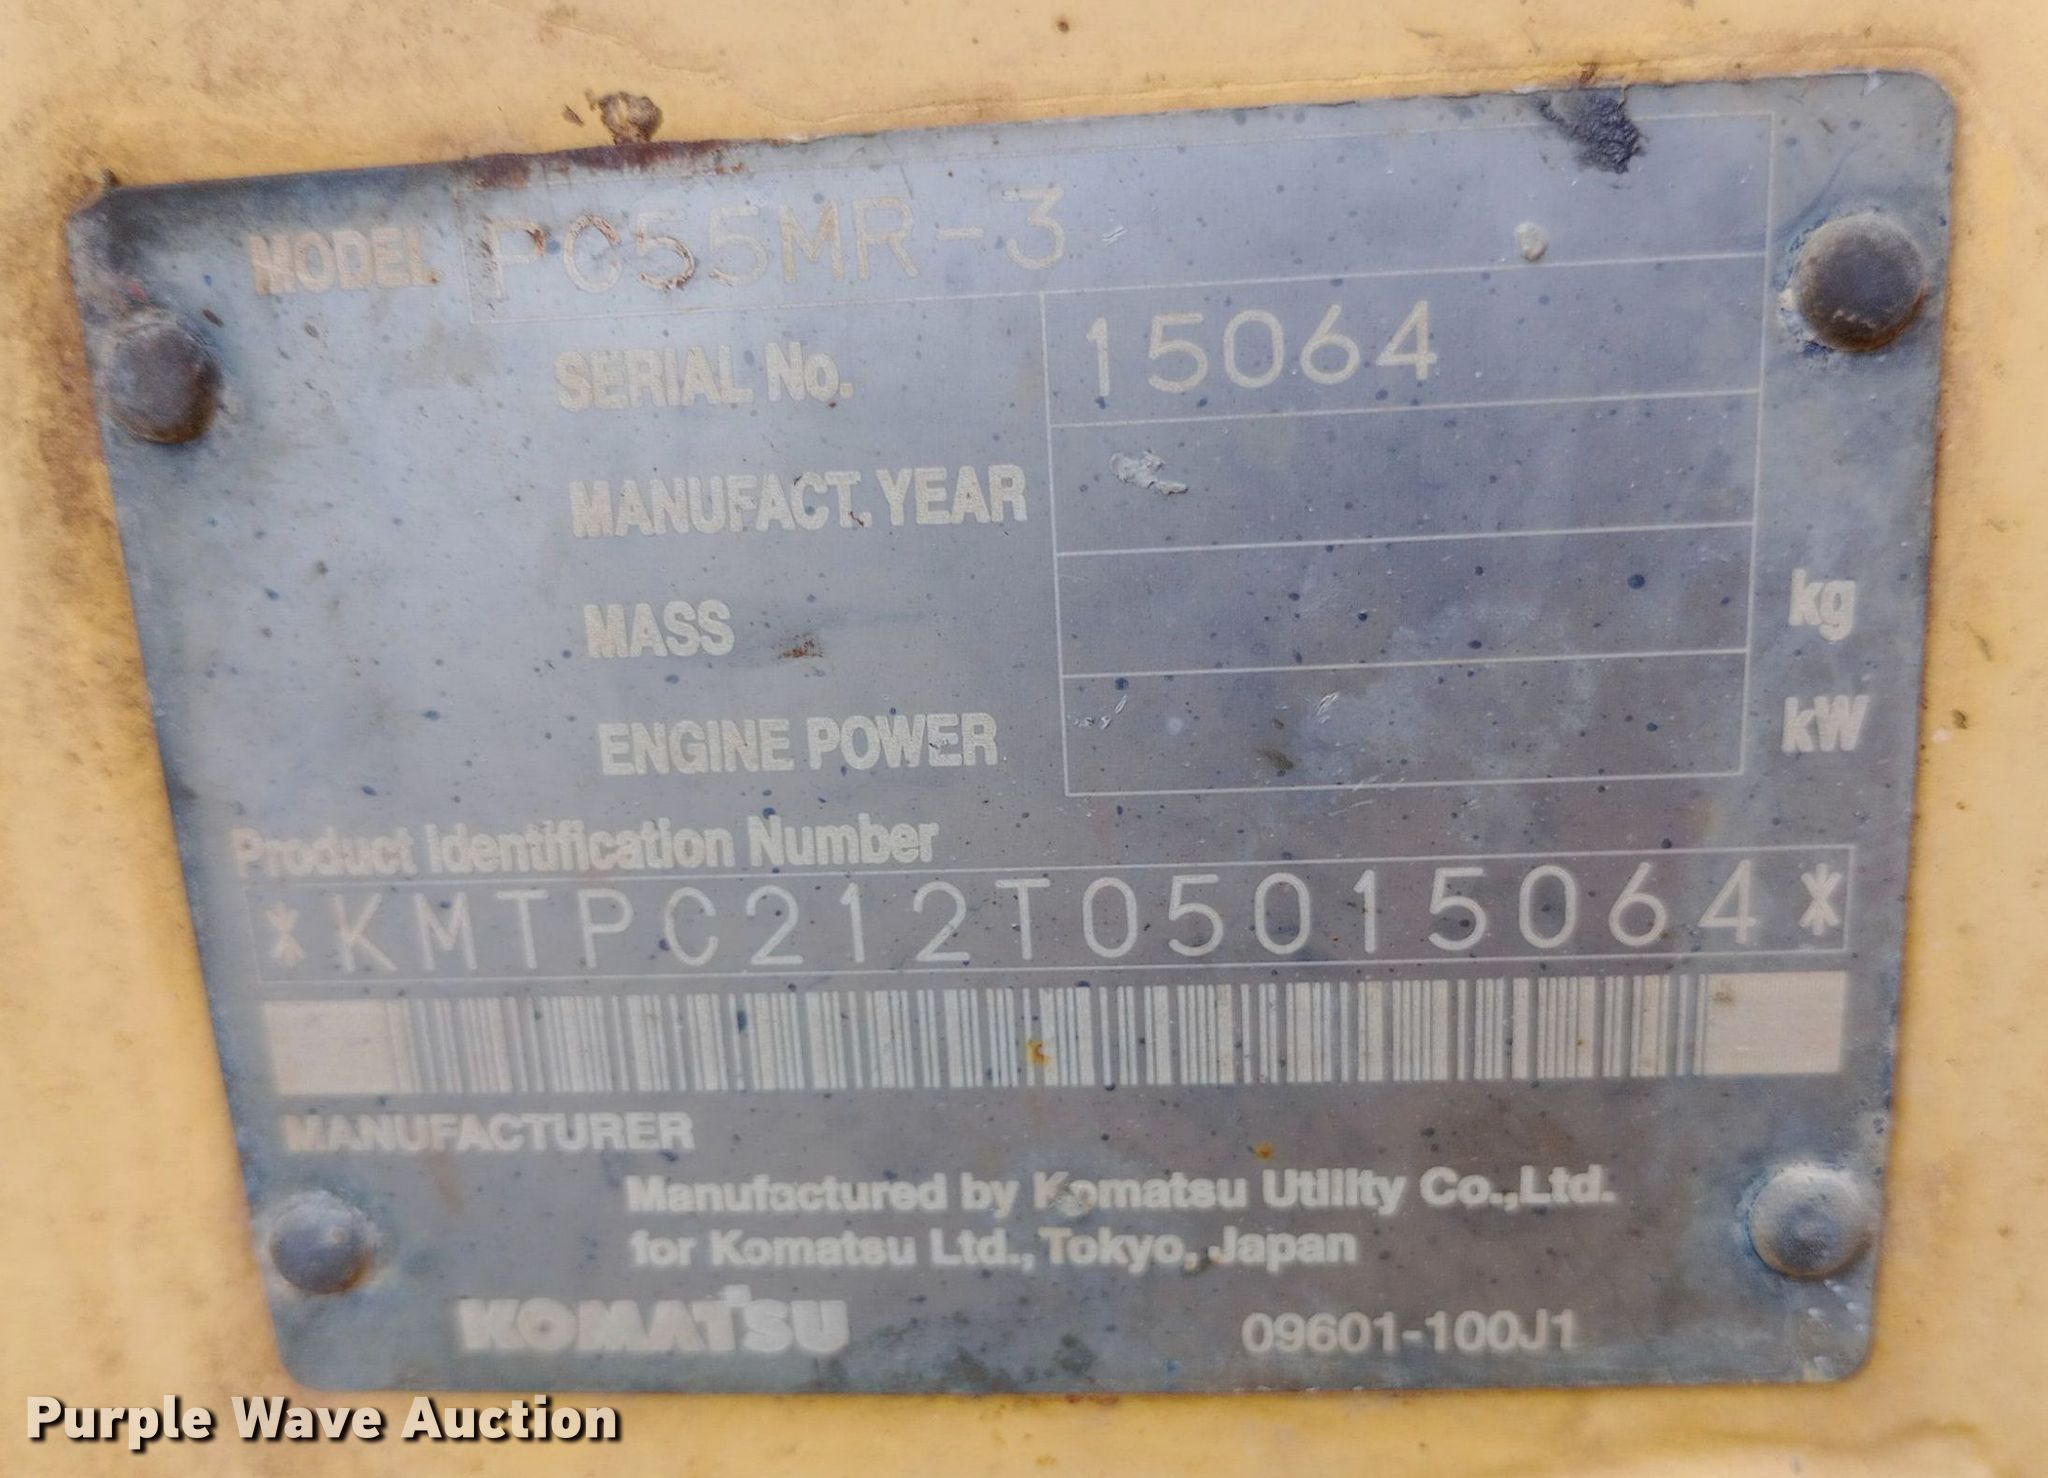 MODEL PC55MR-3
SERIAL No. 15064
MANUFACT. YEAR
MASS kg
ENGINE POWER kW
Product Identification Number
*KMTPC212T05015064*
MANUFACTURER
Manufactured by Komatsu Utility Co.,Ltd.
for Komatsu Ltd., Tokyo, Japan
KOMATSU 09601-100J1
Purple Wave Auction